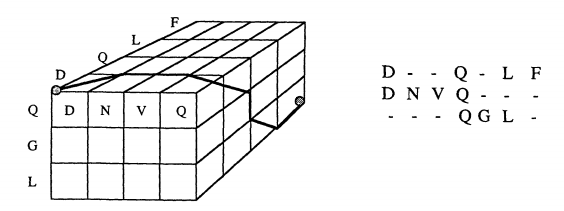 F
L
Q
D
Q D N V Q
G
L
D - - Q - L F
D N V Q - - -
- - - Q G L -